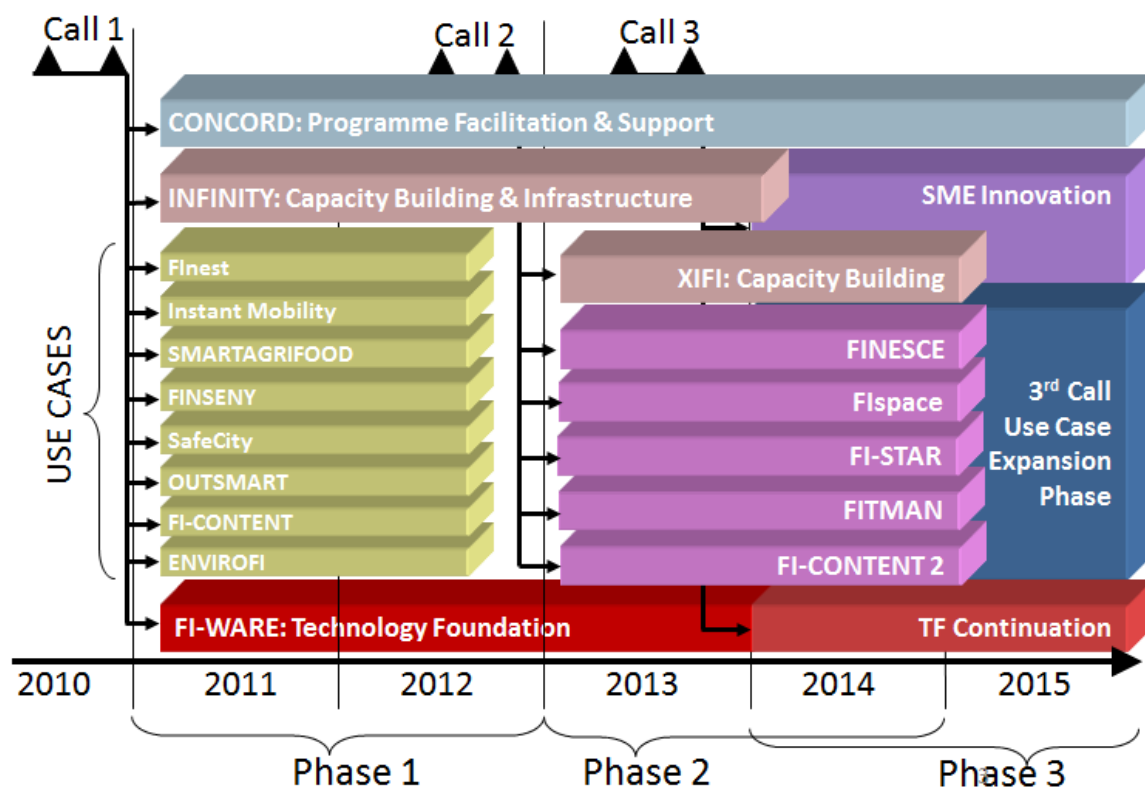 Call 1
Call 2
Call 3
CONCORD: Programme Facilitation & Support
INFINITY: Capacity Building & Infrastructure
SME Innovation
USE CASES
FInest
Instant Mobility
SMARTAGRIFOOD
FINSENY
SafeCity
OUTSMART
FI-CONTENT
ENVIROFI
XIFI: Capacity Building
FINESCE
FIspace
FI-STAR
FITMAN
FI-CONTENT 2
3rd Call
Use Case
Expansion
Phase
FI-WARE: Technology Foundation
TF Continuation
2010
2011
2012
2013
2014
2015
Phase 1
Phase 2
Phase 3